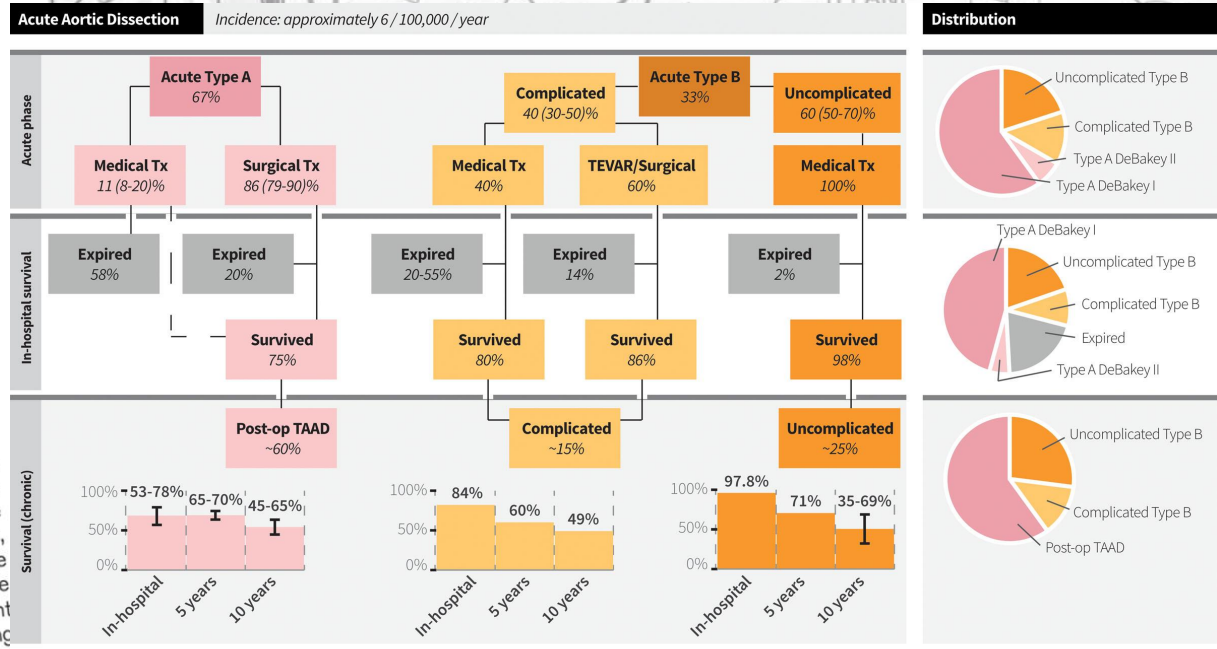 Acute Aortic Dissection
Incidence: approximately 6 / 100,000 / year
Distribution
Acute phase
Acute Type A
67%
Acute Type B
33%
Complicated
40 (30-50)%
Uncomplicated
60 (50-70)%
Medical Tx
11 (8-20)%
Surgical Tx
86 (79-90)%
Medical Tx
40%
TEVAR/Surgical
60%
Medical Tx
100%
Uncomplicated Type B
Complicated Type B
Type A DeBakey II
Type A DeBakey I
In-hospital survival
Expired
58%
Expired
20%
Expired
20-55%
Expired
14%
Expired
2%
Survived
75%
Survived
80%
Survived
86%
Survived
98%
Type A DeBakey I
Uncomplicated Type B
Complicated Type B
Expired
Type A DeBakey II
Survival (chronic)
Post-op TAAD
~60%
Complicated
~15%
Uncomplicated
~25%
100%
50%
0%
53-78%
65-70%
45-65%
In-hospital
5 years
10 years
100%
50%
0%
84%
60%
49%
In-hospital
5 years
10 years
100%
50%
0%
97.8%
71%
35-69%
In-hospital
5 years
10 years
Uncomplicated Type B
Complicated Type B
Post-op TAAD